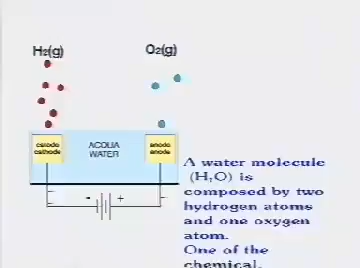 H2(g)
O2(g)
catodo
cathode
ACQUA
WATER
anodo
anode
- +
A water molecule
(H2O) is
composed by two
hydrogen atoms
and one oxygen
atom.
One of the
chemical,